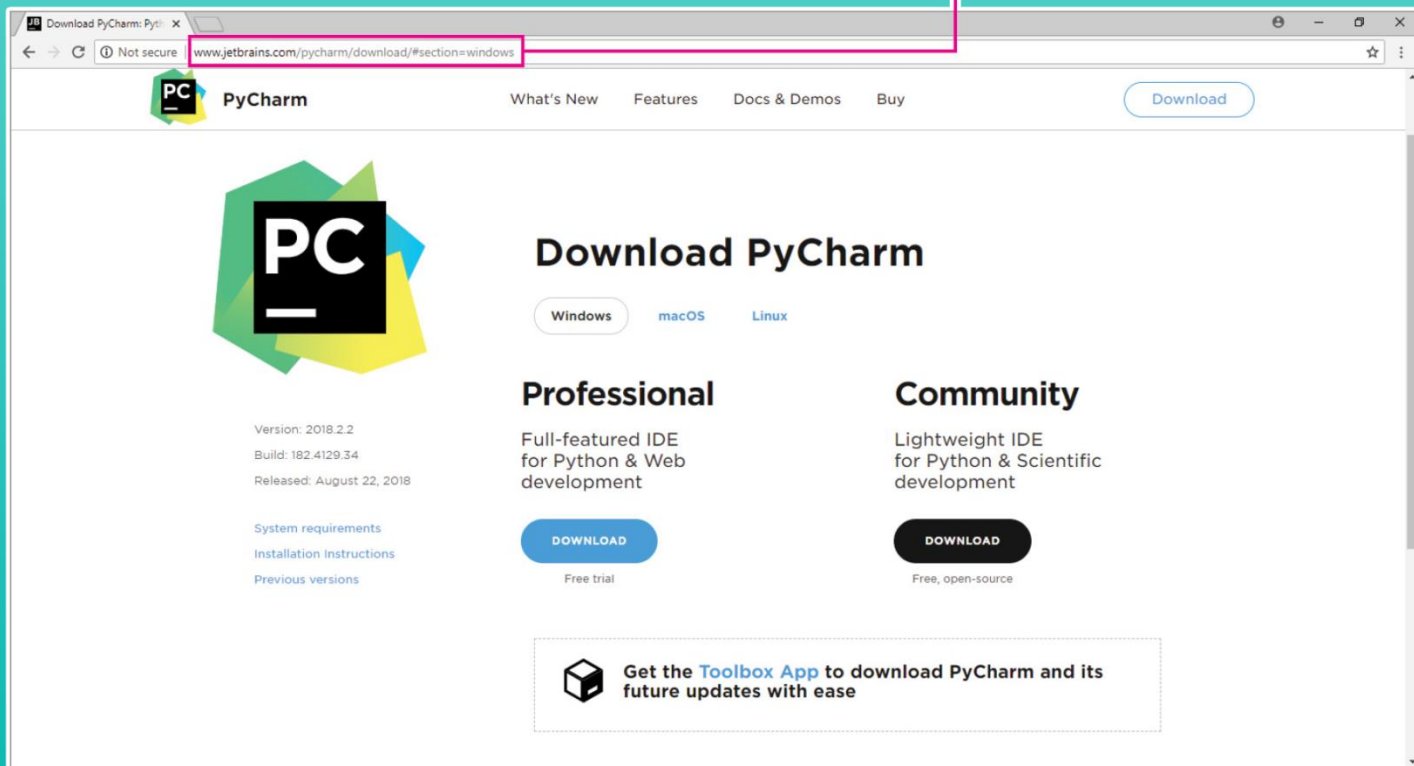 JB Download PyCharm: Pyth
Not secure www.jetbrains.com/pycharm/download/#section=windows
PC PyCharm What's New Features Docs & Demos Buy Download
PC
Download PyCharm
Windows macOS Linux
Professional
Full-featured IDE
for Python & Web
development
DOWNLOAD
Free trial
Community
Lightweight IDE
for Python & Scientific
development
DOWNLOAD
Free, open-source
Version: 2018.2.2
Build: 182.4129.34
Released: August 22, 2018
System requirements
Installation Instructions
Previous versions
Get the Toolbox App to download PyCharm and its
future updates with ease